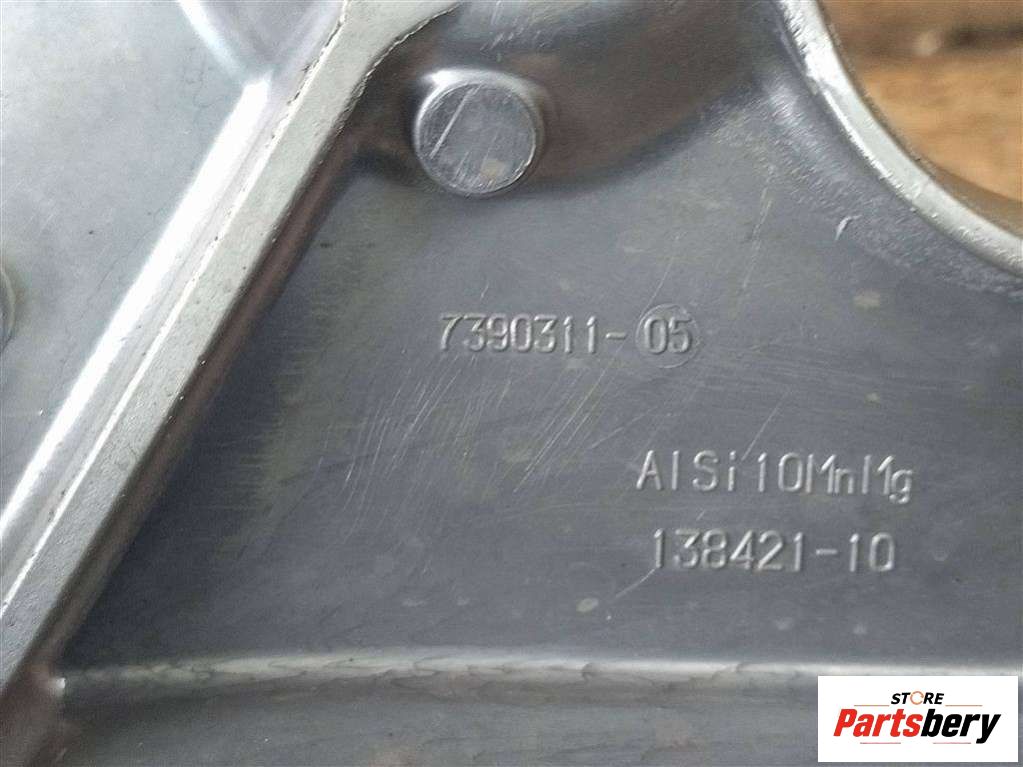 7390311-05
AlSi10MnMg
138421-10
STORE
Partsbery